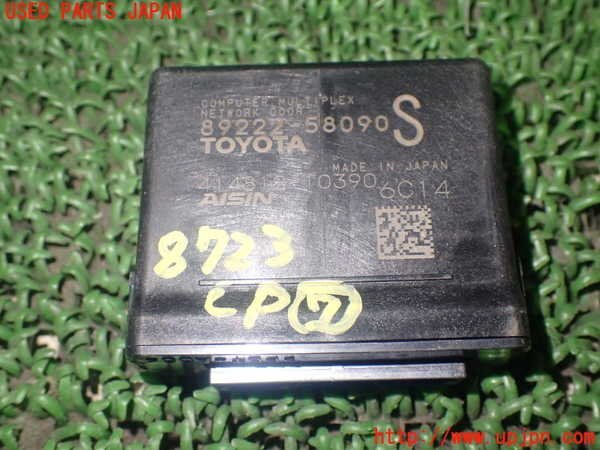 USED PARTS JAPAN
COMPUTER, MULTIPLEX
NETWORK DOOR
89222-58090 S
TOYOTA
MADE IN JAPAN
10390 6C14
AISIN
8723
CP
http://www.upjpn.com